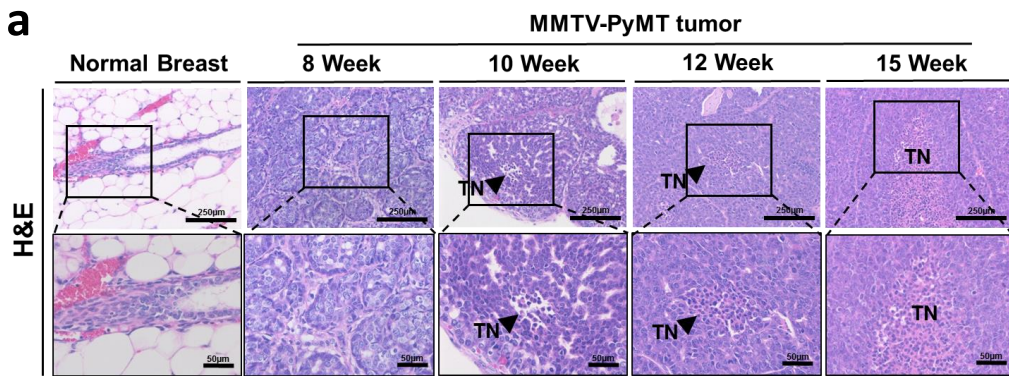 a
MMTV-PyMT tumor
Normal Breast
8 Week
10 Week
12 Week
15 Week
H&E
TN
TN
TN
250µm
250µm
250µm
250µm
250µm
TN
TN
TN
50µm
50µm
50µm
50µm
50µm